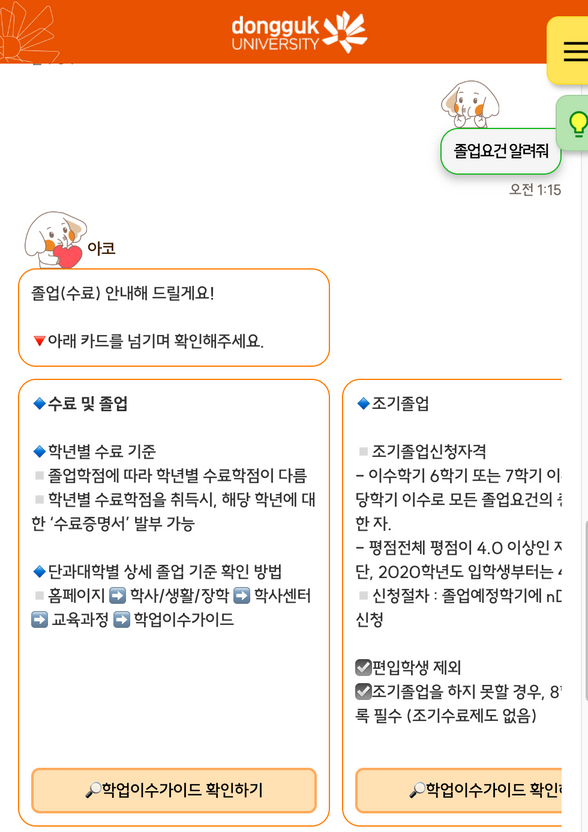 dongguk
UNIVERSITY
졸업요건 알려줘
오전 1:15
아코
졸업(수료) 안내해 드릴게요!
🔻아래 카드를 넘기며 확인해주세요.
🔷수료 및 졸업
🔷학년별 수료 기준
◽졸업학점에 따라 학년별 수료학점이 다름
◽학년별 수료학점을 취득시, 해당 학년에 대
한 ‘수료증명서’ 발부 가능
🔷단과대학별 상세 졸업 기준 확인 방법
◽홈페이지 ➡️ 학사/생활/장학 ➡️ 학사센터
➡️ 교육과정 ➡️ 학업이수가이드
🔎학업이수가이드 확인하기
🔷조기졸업
◽조기졸업신청자격
- 이수학기 6학기 또는 7학기
당학기 이수로 모든 졸업요건의
한 자.
- 평점전체 평점이 4.0 이상인
단, 2020학년도 입학생부터는
◽신청절차 : 졸업예정학기에
신청
☑️편입학생 제외
☑️조기졸업을 하지 못할 경우,
록 필수 (조기수료제도 없음)
🔎학업이수가이드